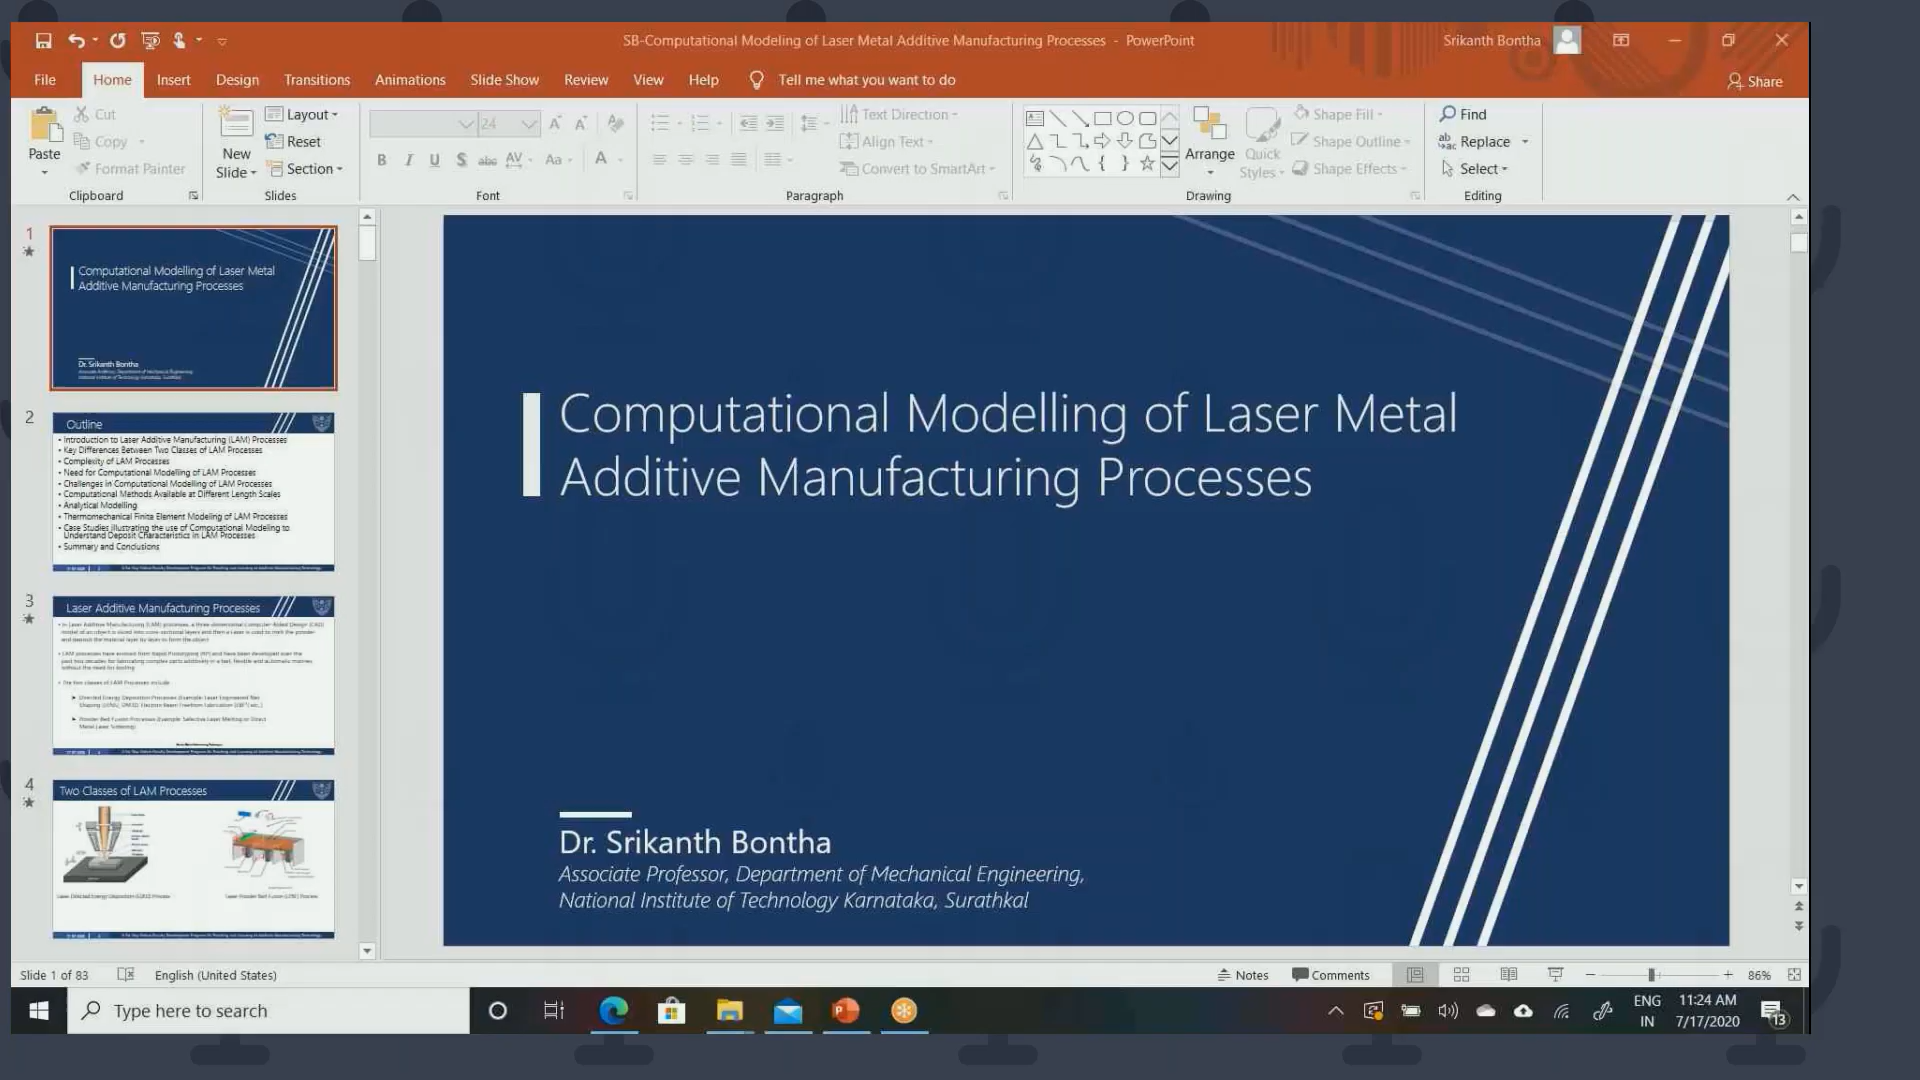 SB-Computational Modeling of Laser Metal Additive Manufacturing Processes - PowerPoint
Srikanth Bontha
File Home Insert Design Transitions Animations Slide Show Review View Help Tell me what you want to do
Share
Paste
Cut
Copy
Format Painter
Clipboard
New Slide
Layout
Reset
Section
Slides
24
Font
Text Direction
Align Text
Convert to SmartArt
Paragraph
Arrange
Quick Styles
Shape Fill
Shape Outline
Shape Effects
Drawing
Find
Replace
Select
Editing
1
Computational Modelling of Laser Metal
Additive Manufacturing Processes
Dr. Srikanth Bontha
2
Outline
• Introduction to Laser Additive Manufacturing (LAM) Processes
• Key Differences Between Two Classes of LAM Processes
• Complexity of LAM Processes
• Need for Computational Modelling of LAM Processes
• Challenges in Computational Modelling of LAM Processes
• Computational Methods Available at Different Length Scales
• Analytical Modelling
• Thermomechanical Finite Element Modeling of LAM Processes
• Case Studies illustrating the use of Computational Modeling to
Understand Deposit Characteristics in LAM Processes
• Summary and Conclusions
3
Laser Additive Manufacturing Processes
4
Two Classes of LAM Processes
Computational Modelling of Laser Metal
Additive Manufacturing Processes
Dr. Srikanth Bontha
Associate Professor, Department of Mechanical Engineering,
National Institute of Technology Karnataka, Surathkal
Slide 1 of 83
English (United States)
Notes
Comments
86%
Type here to search
ENG
IN
11:24 AM
7/17/2020
13